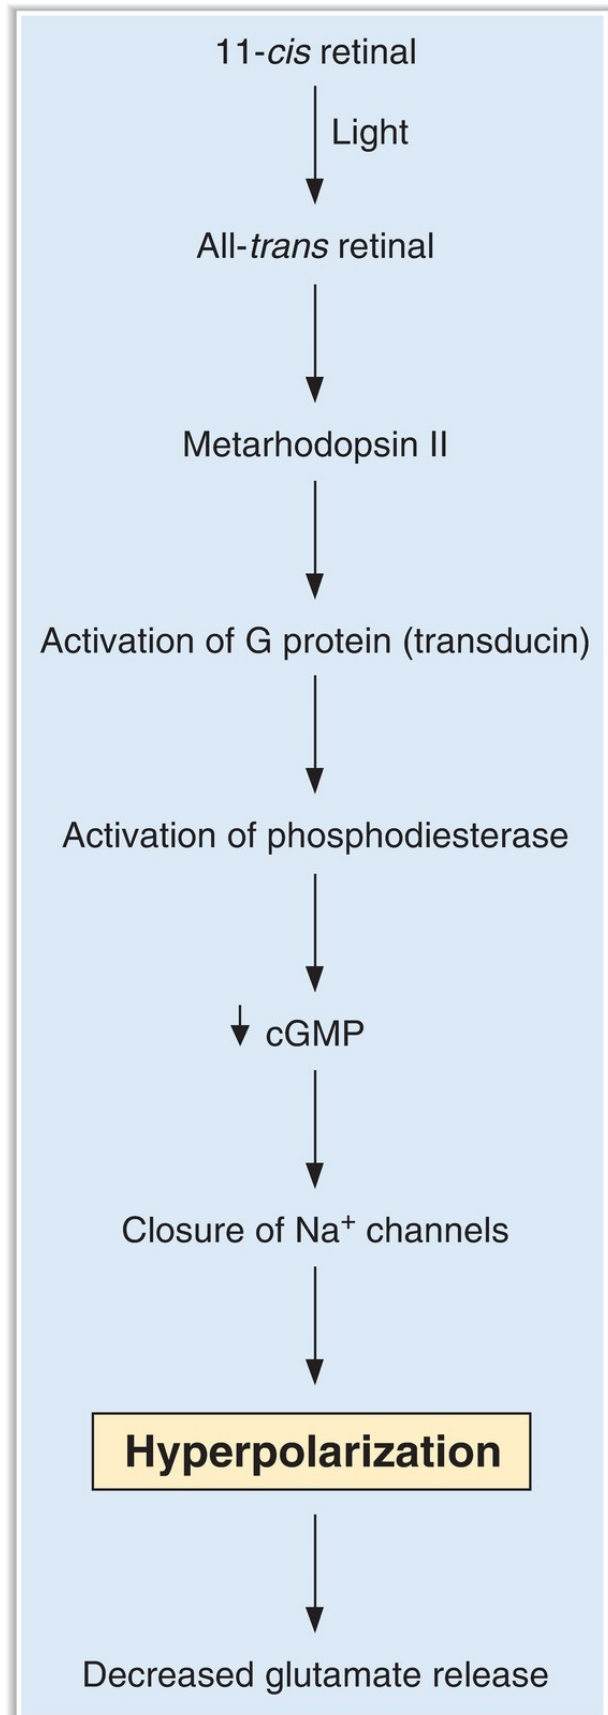 11-cis retinal
Light
All-trans retinal
Metarhodopsin II
Activation of G protein (transducin)
Activation of phosphodiesterase
↓ cGMP
Closure of Na⁺ channels
Hyperpolarization
Decreased glutamate release